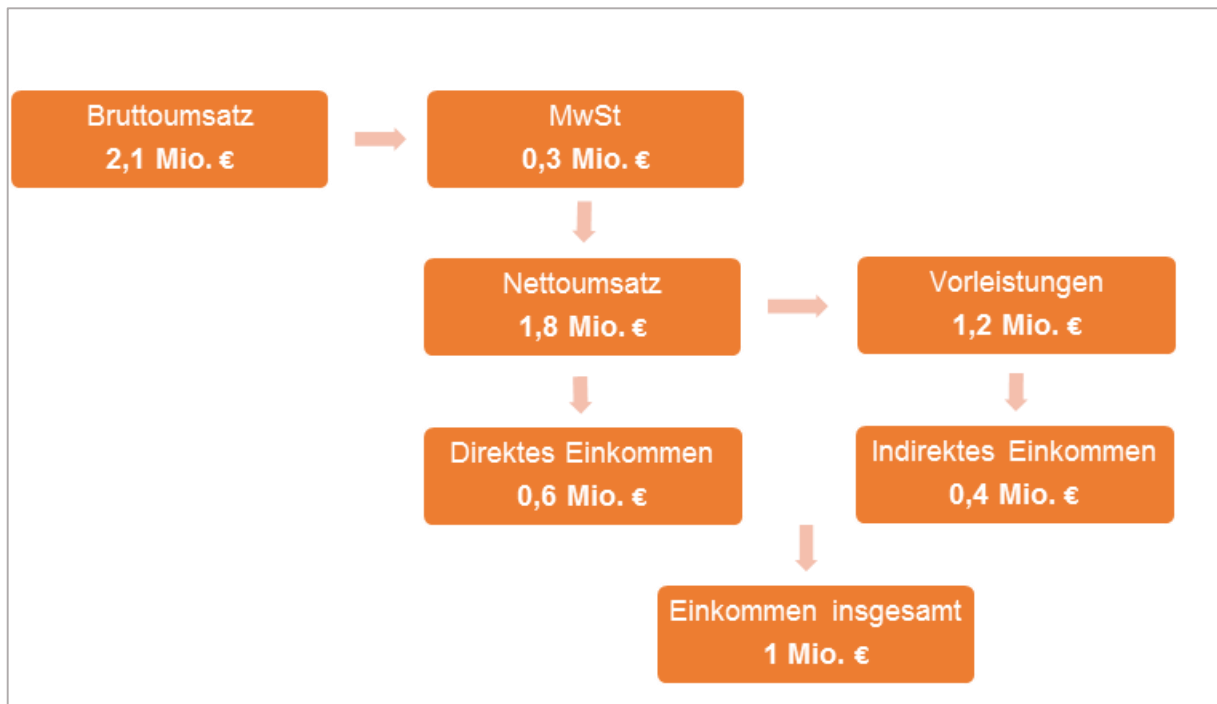 Bruttoumsatz
2,1 Mio. €
MwSt
0,3 Mio. €
Nettoumsatz
1,8 Mio. €
Vorleistungen
1,2 Mio. €
Direktes Einkommen
0,6 Mio. €
Indirektes Einkommen
0,4 Mio. €
Einkommen insgesamt
1 Mio. €